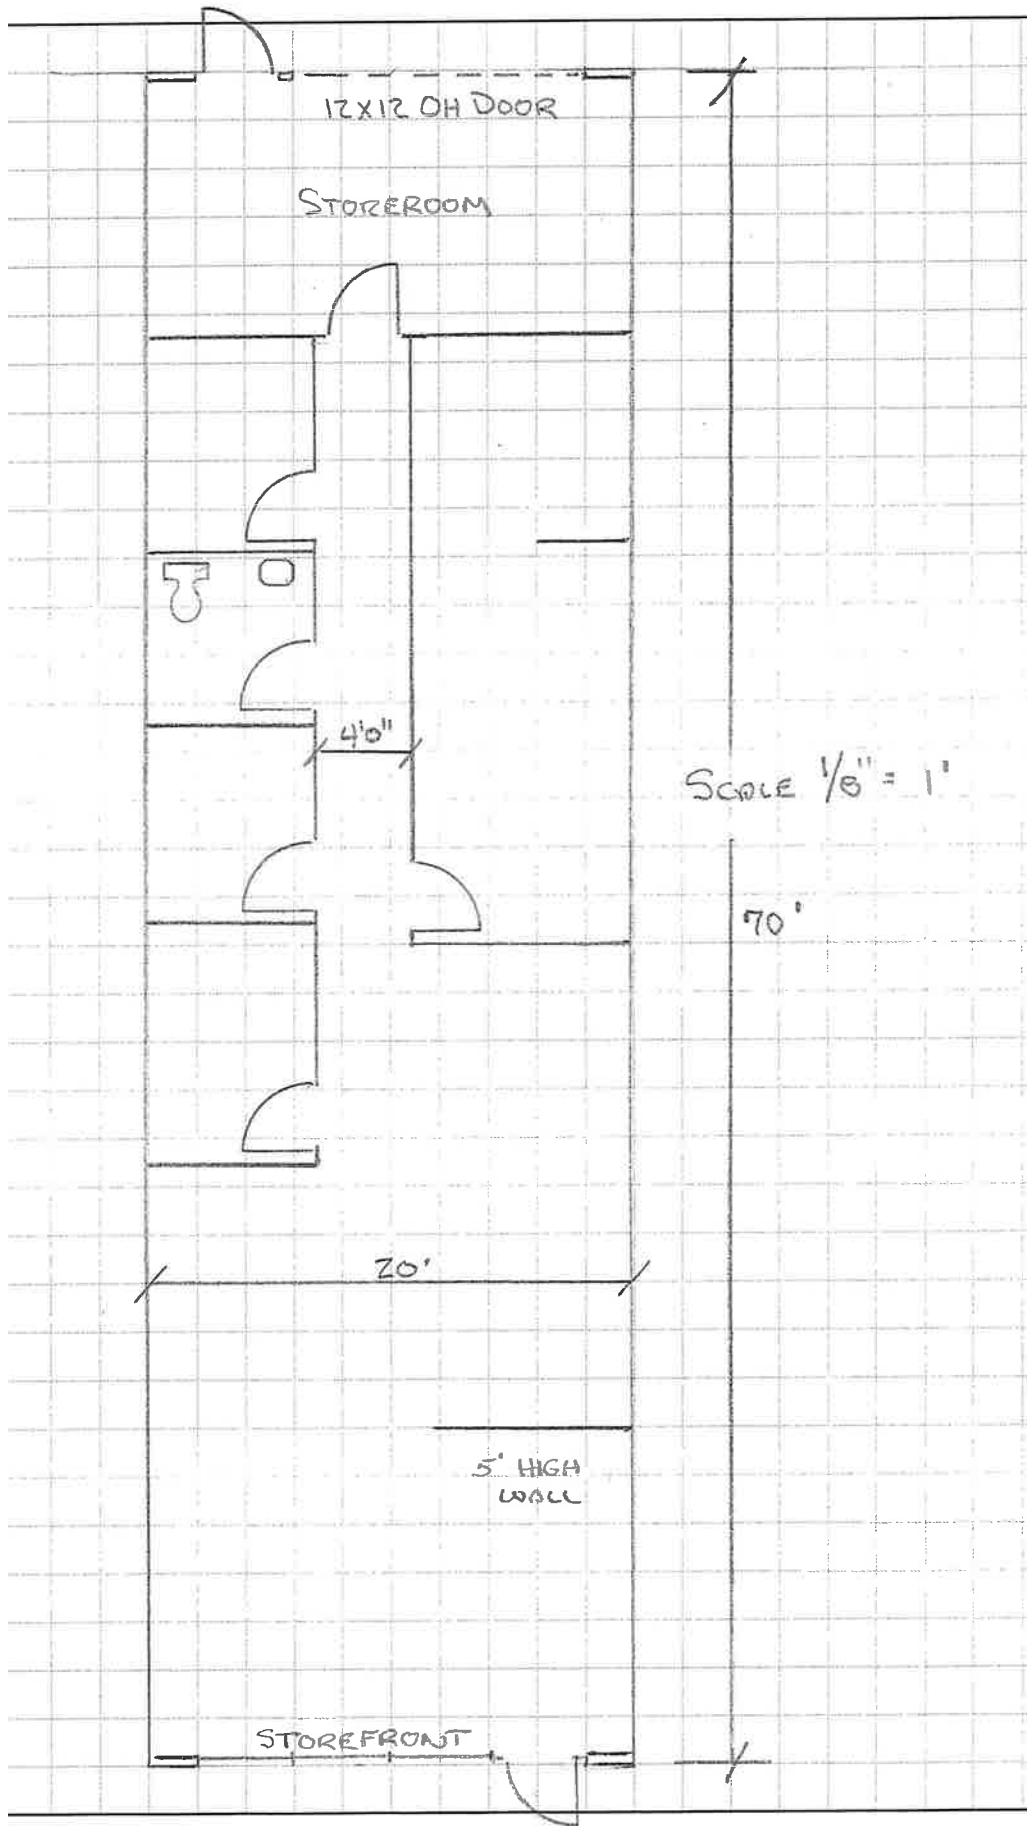 12X12 OH DOOR
STOREROOM
4'0"
SCALE 1/8" = 1'
70'
20'
5' HIGH
WALL
STOREFRONT